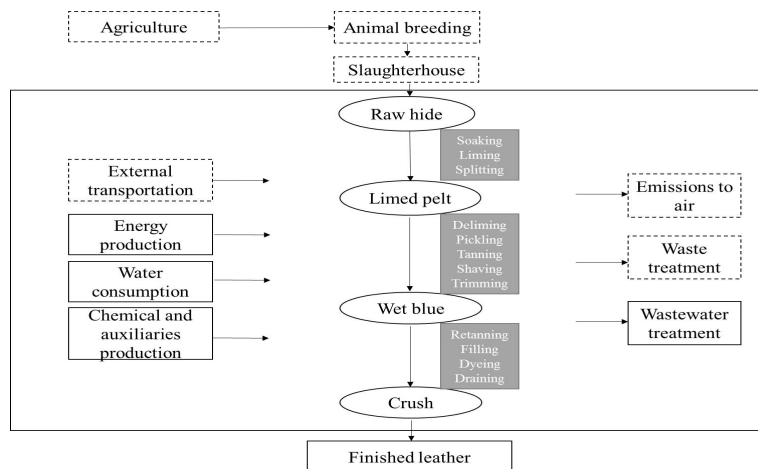 Agriculture
Animal breeding
Slaughterhouse
Raw hide
Soaking
Liming
Splitting
External
transportation
Limed pelt
Emissions to
air
Energy
production
Deliming
Pickling
Tanning
Shaving
Trimming
Waste
treatment
Water
consumption
Wet blue
Wastewater
treatment
Chemical and
auxiliaries
production
Retanning
Filling
Dyeing
Draining
Crush
Finished leather